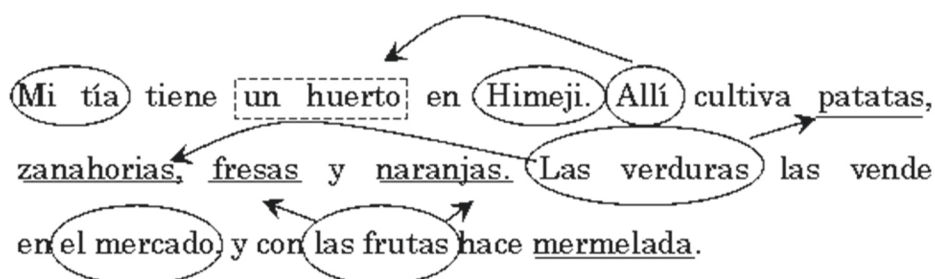 Mi tía tiene un huerto en Himeji. Allí cultiva patatas,
zanahorias, fresas y naranjas. Las verduras las vende
en el mercado, y con las frutas hace mermelada.